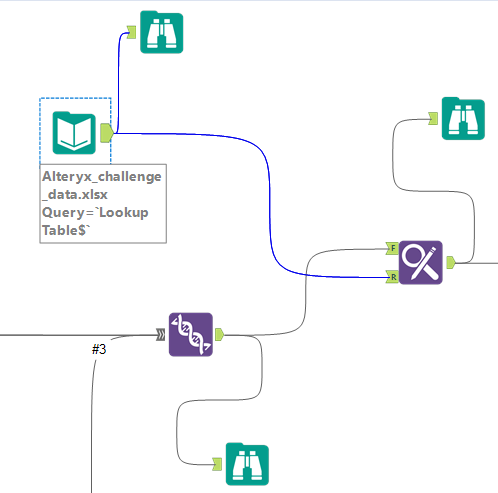 Alteryx_challenge
_data.xlsx
Query=`Lookup
Table$`
F
R
#3